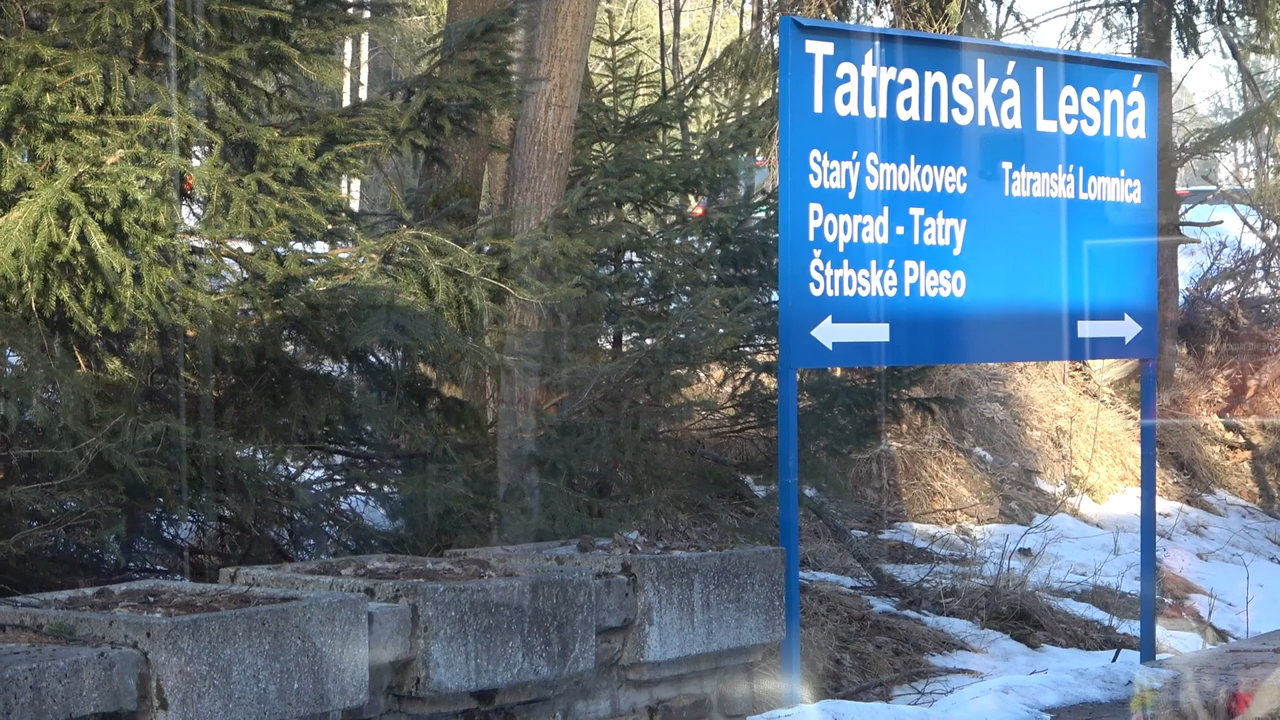 Tatranská Lesná
Starý Smokovec
Poprad - Tatry
Štrbské Pleso
Tatranská Lomnica